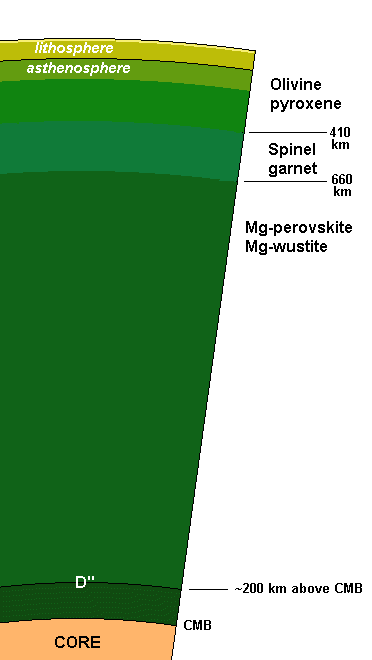 lithosphere
asthenosphere
Olivine
pyroxene
410
km
Spinel
garnet
660
km
Mg-perovskite
Mg-wustite
D"
~200 km above CMB
CMB
CORE